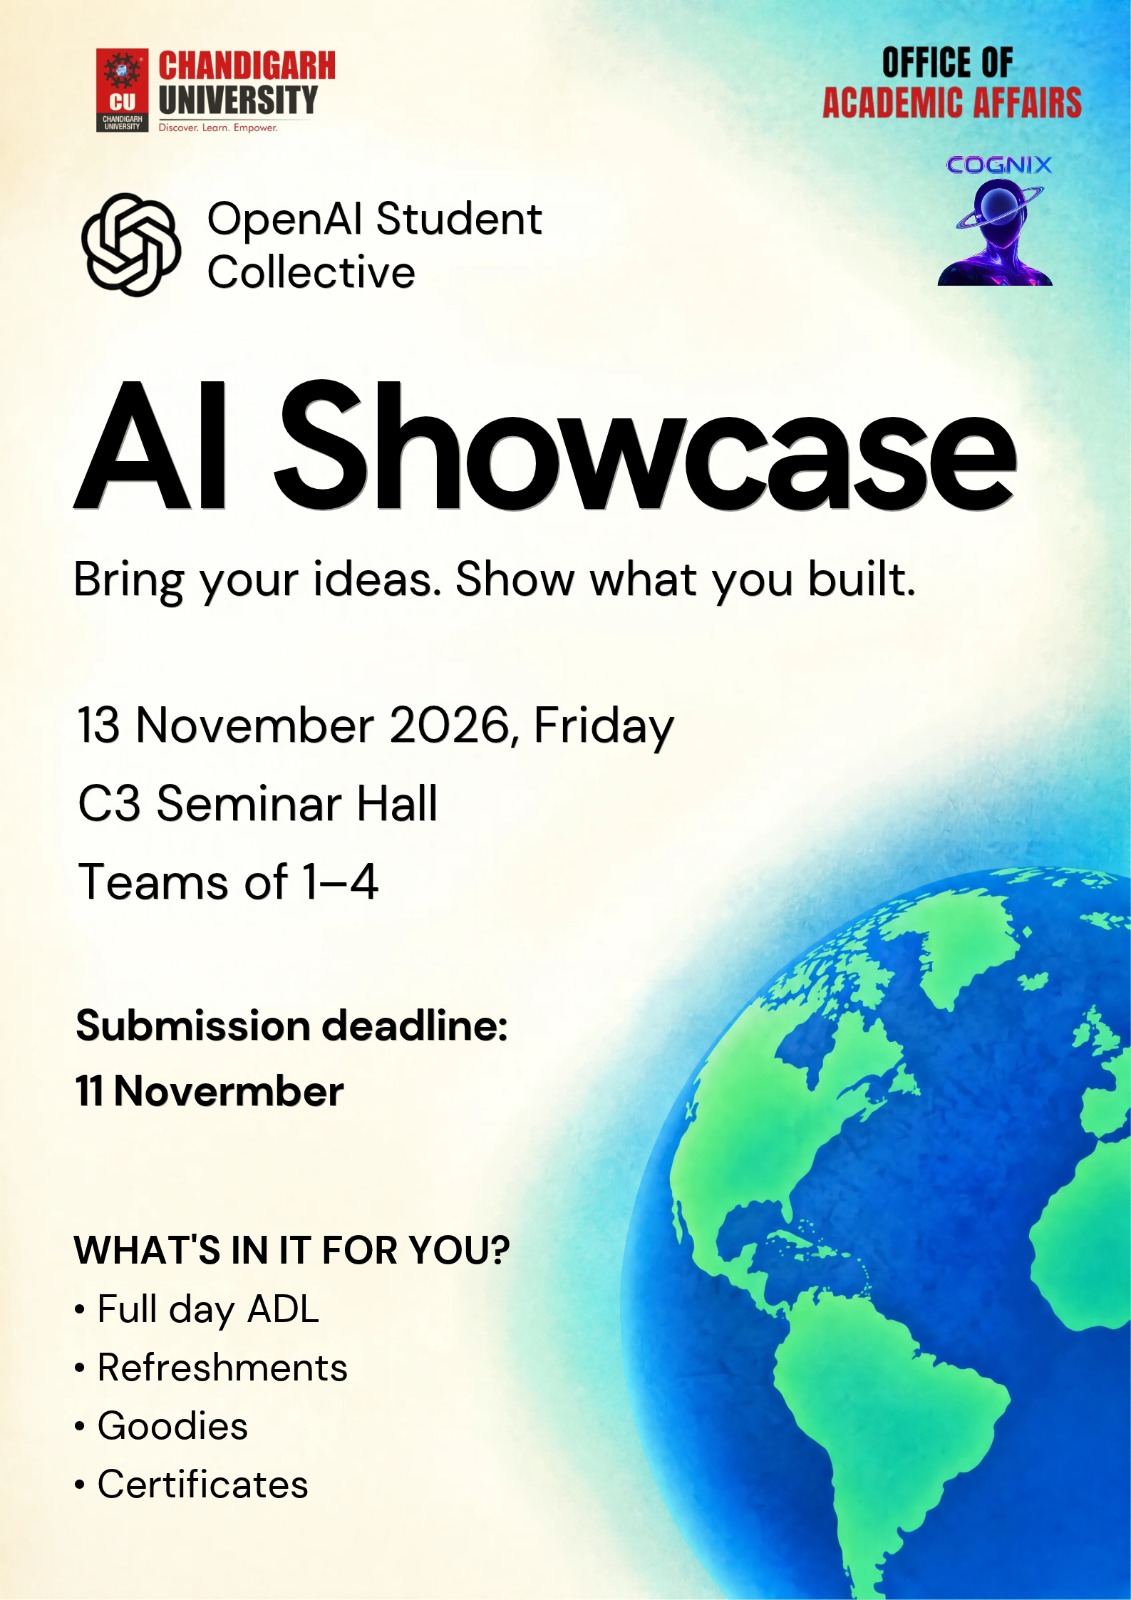 CHANDIGARH
UNIVERSITY
Discover. Learn. Empower.
CU
CHANDIGARH
UNIVERSITY
OFFICE OF
ACADEMIC AFFAIRS
COGNIX
OpenAI Student
Collective
AI Showcase
Bring your ideas. Show what you built.
13 November 2026, Friday
C3 Seminar Hall
Teams of 1–4
Submission deadline:
11 Novermber
WHAT'S IN IT FOR YOU?
• Full day ADL
• Refreshments
• Goodies
• Certificates